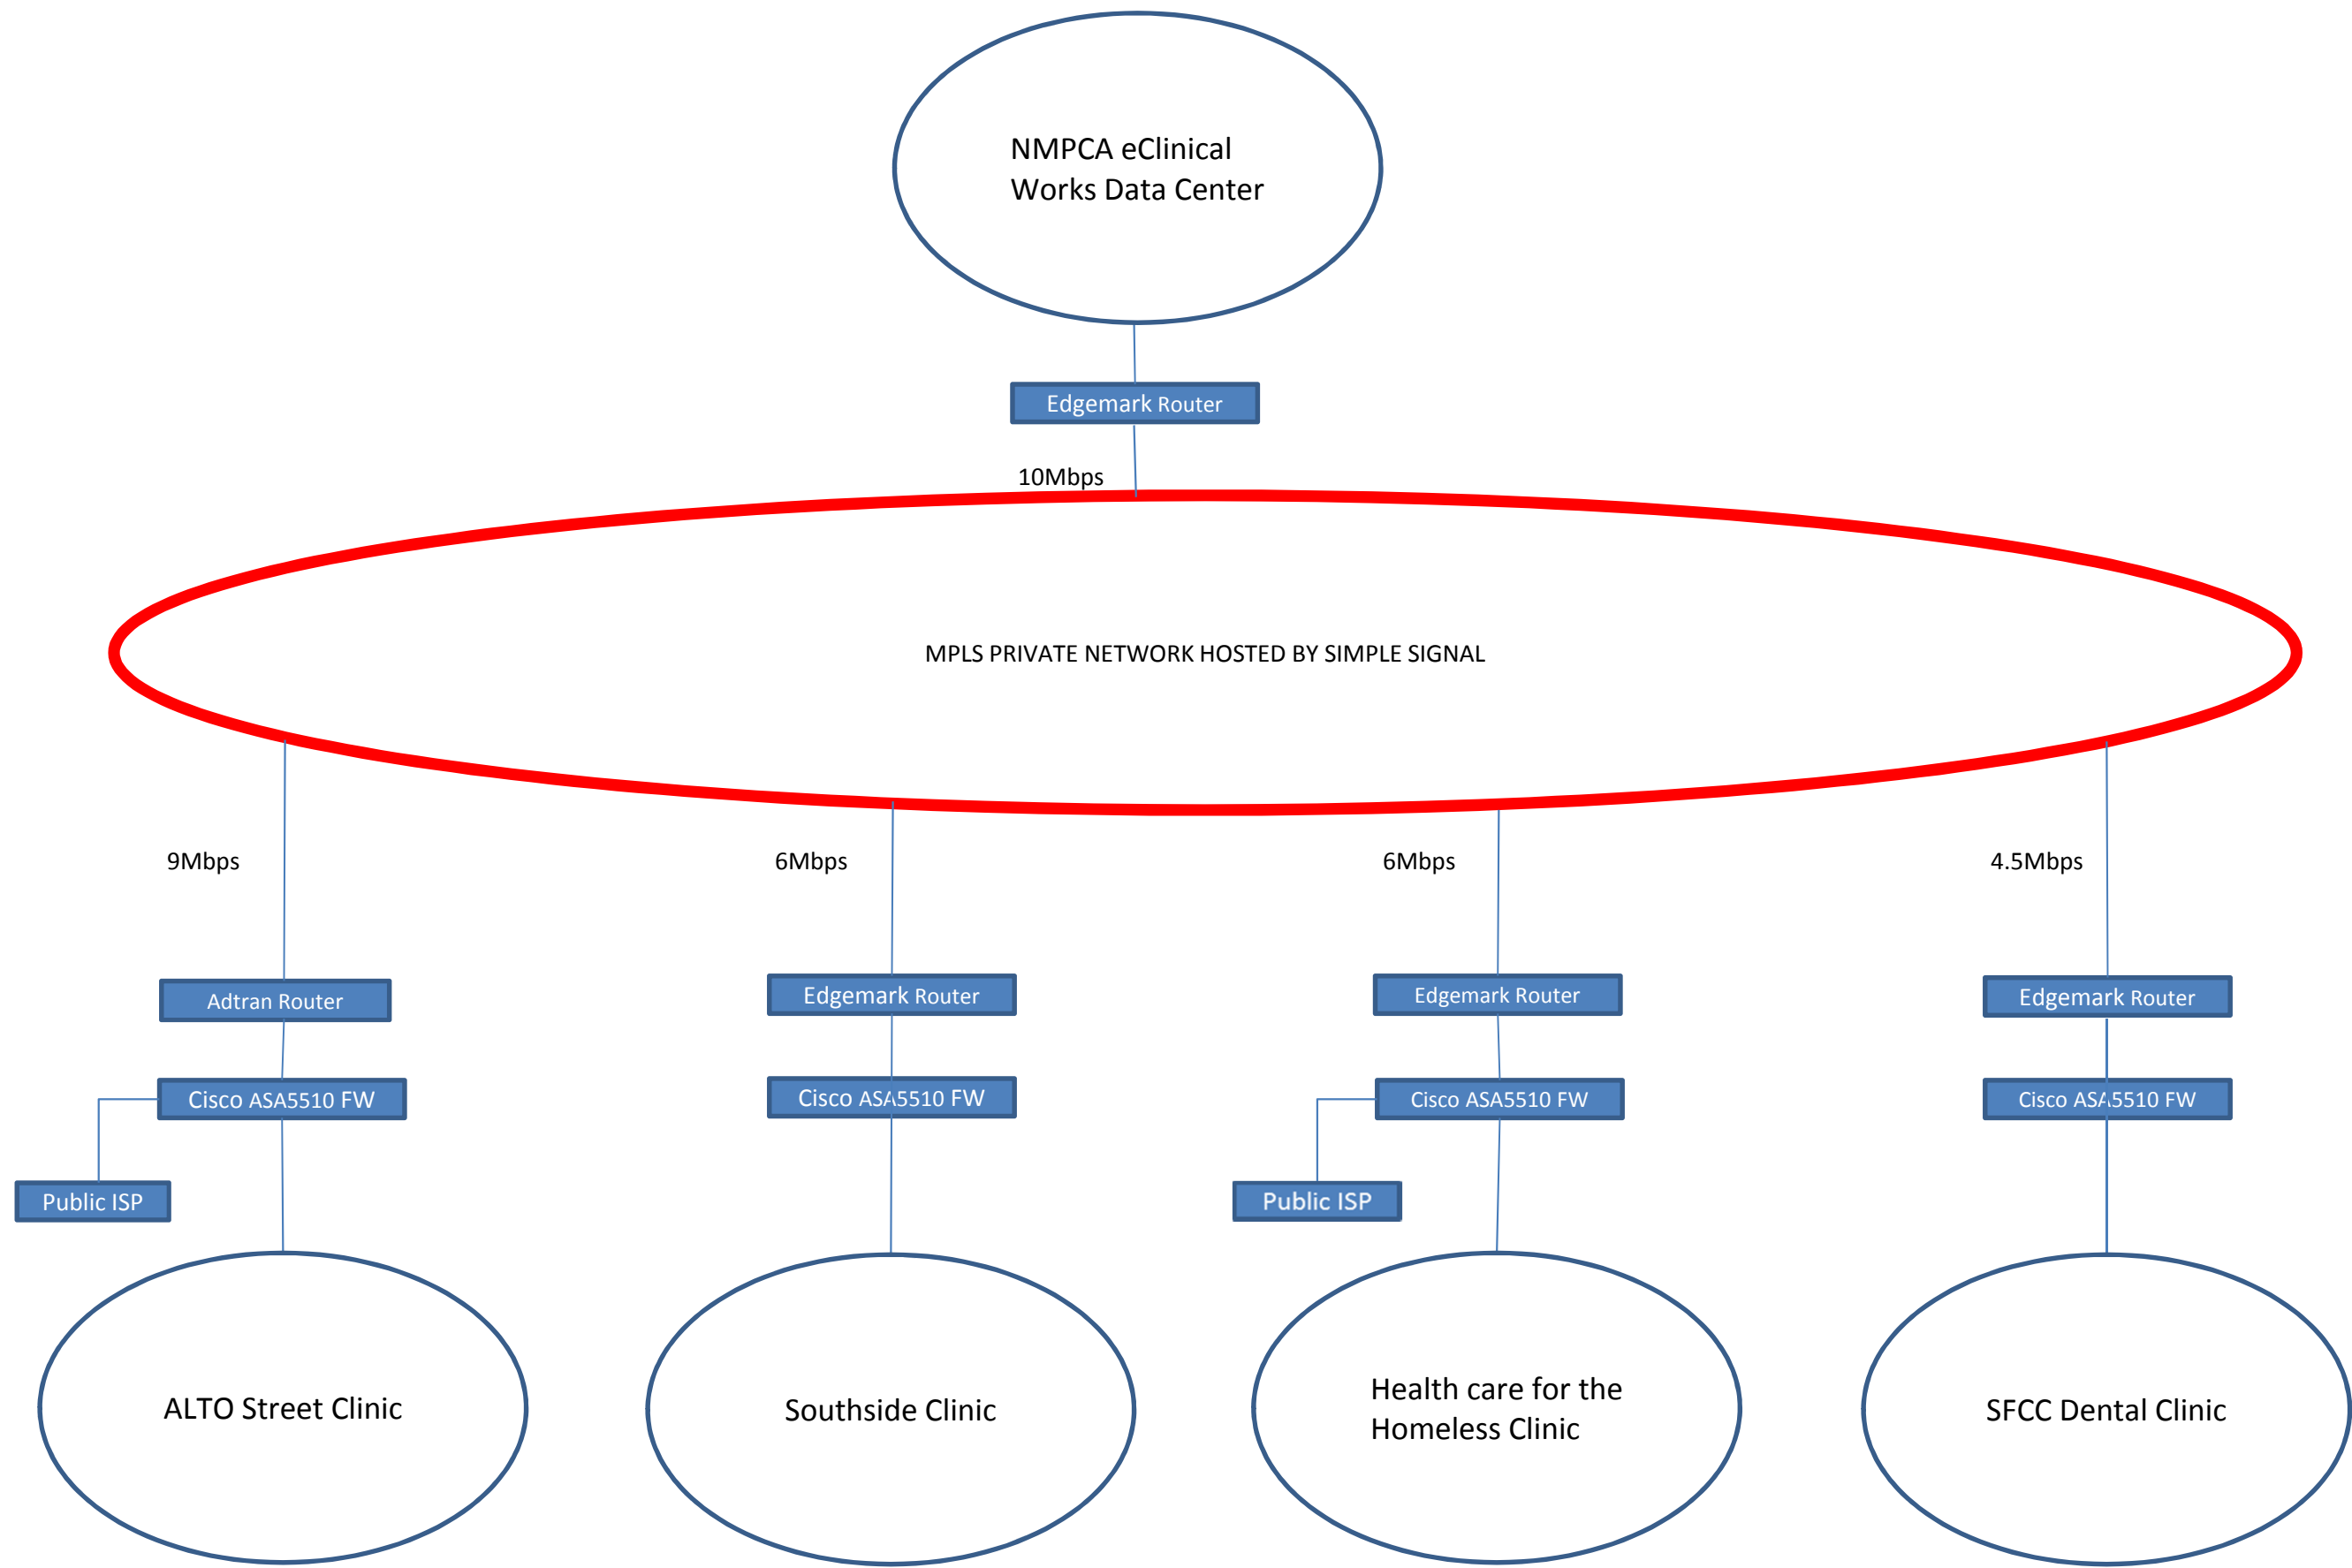 NMPCA eClinical
Works Data Center
Edgemark Router
10Mbps
MPLS PRIVATE NETWORK HOSTED BY SIMPLE SIGNAL
9Mbps
6Mbps
6Mbps
4.5Mbps
Adtran Router
Edgemark Router
Edgemark Router
Edgemark Router
Cisco ASA5510 FW
Cisco ASA5510 FW
Cisco ASA5510 FW
Cisco ASA5510 FW
Public ISP
Public ISP
ALTO Street Clinic
Southside Clinic
Health care for the
Homeless Clinic
SFCC Dental Clinic